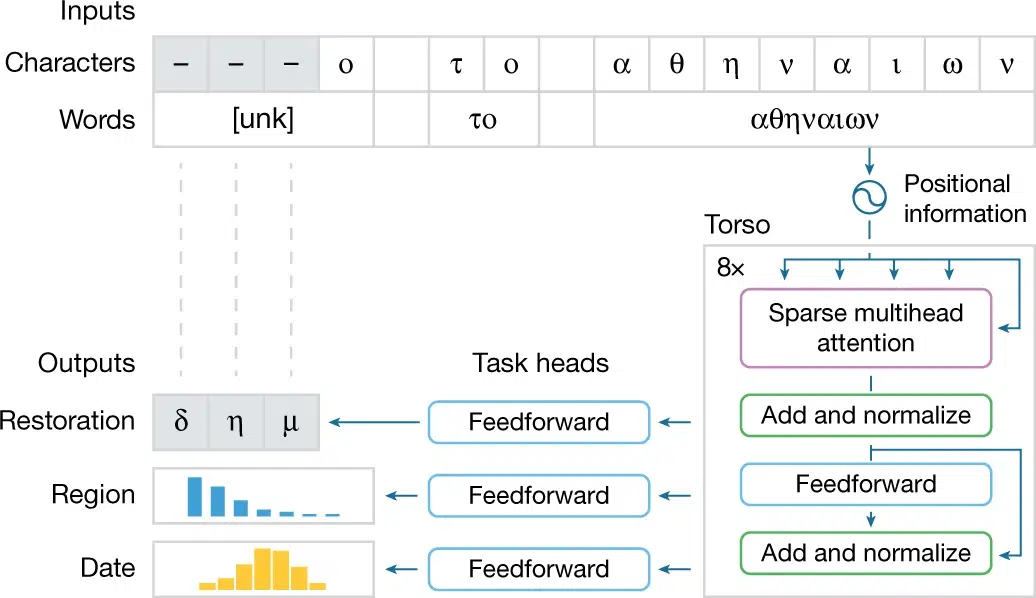 Inputs
Characters – – – ο τ ο α θ η ν α ι ω ν
Words [unk] το αθηναιων
Positional
information
Torso
8×
Sparse multihead
attention
Outputs Task heads
Restoration δ η μ Feedforward Add and normalize
Region Feedforward Feedforward
Date Feedforward Add and normalize